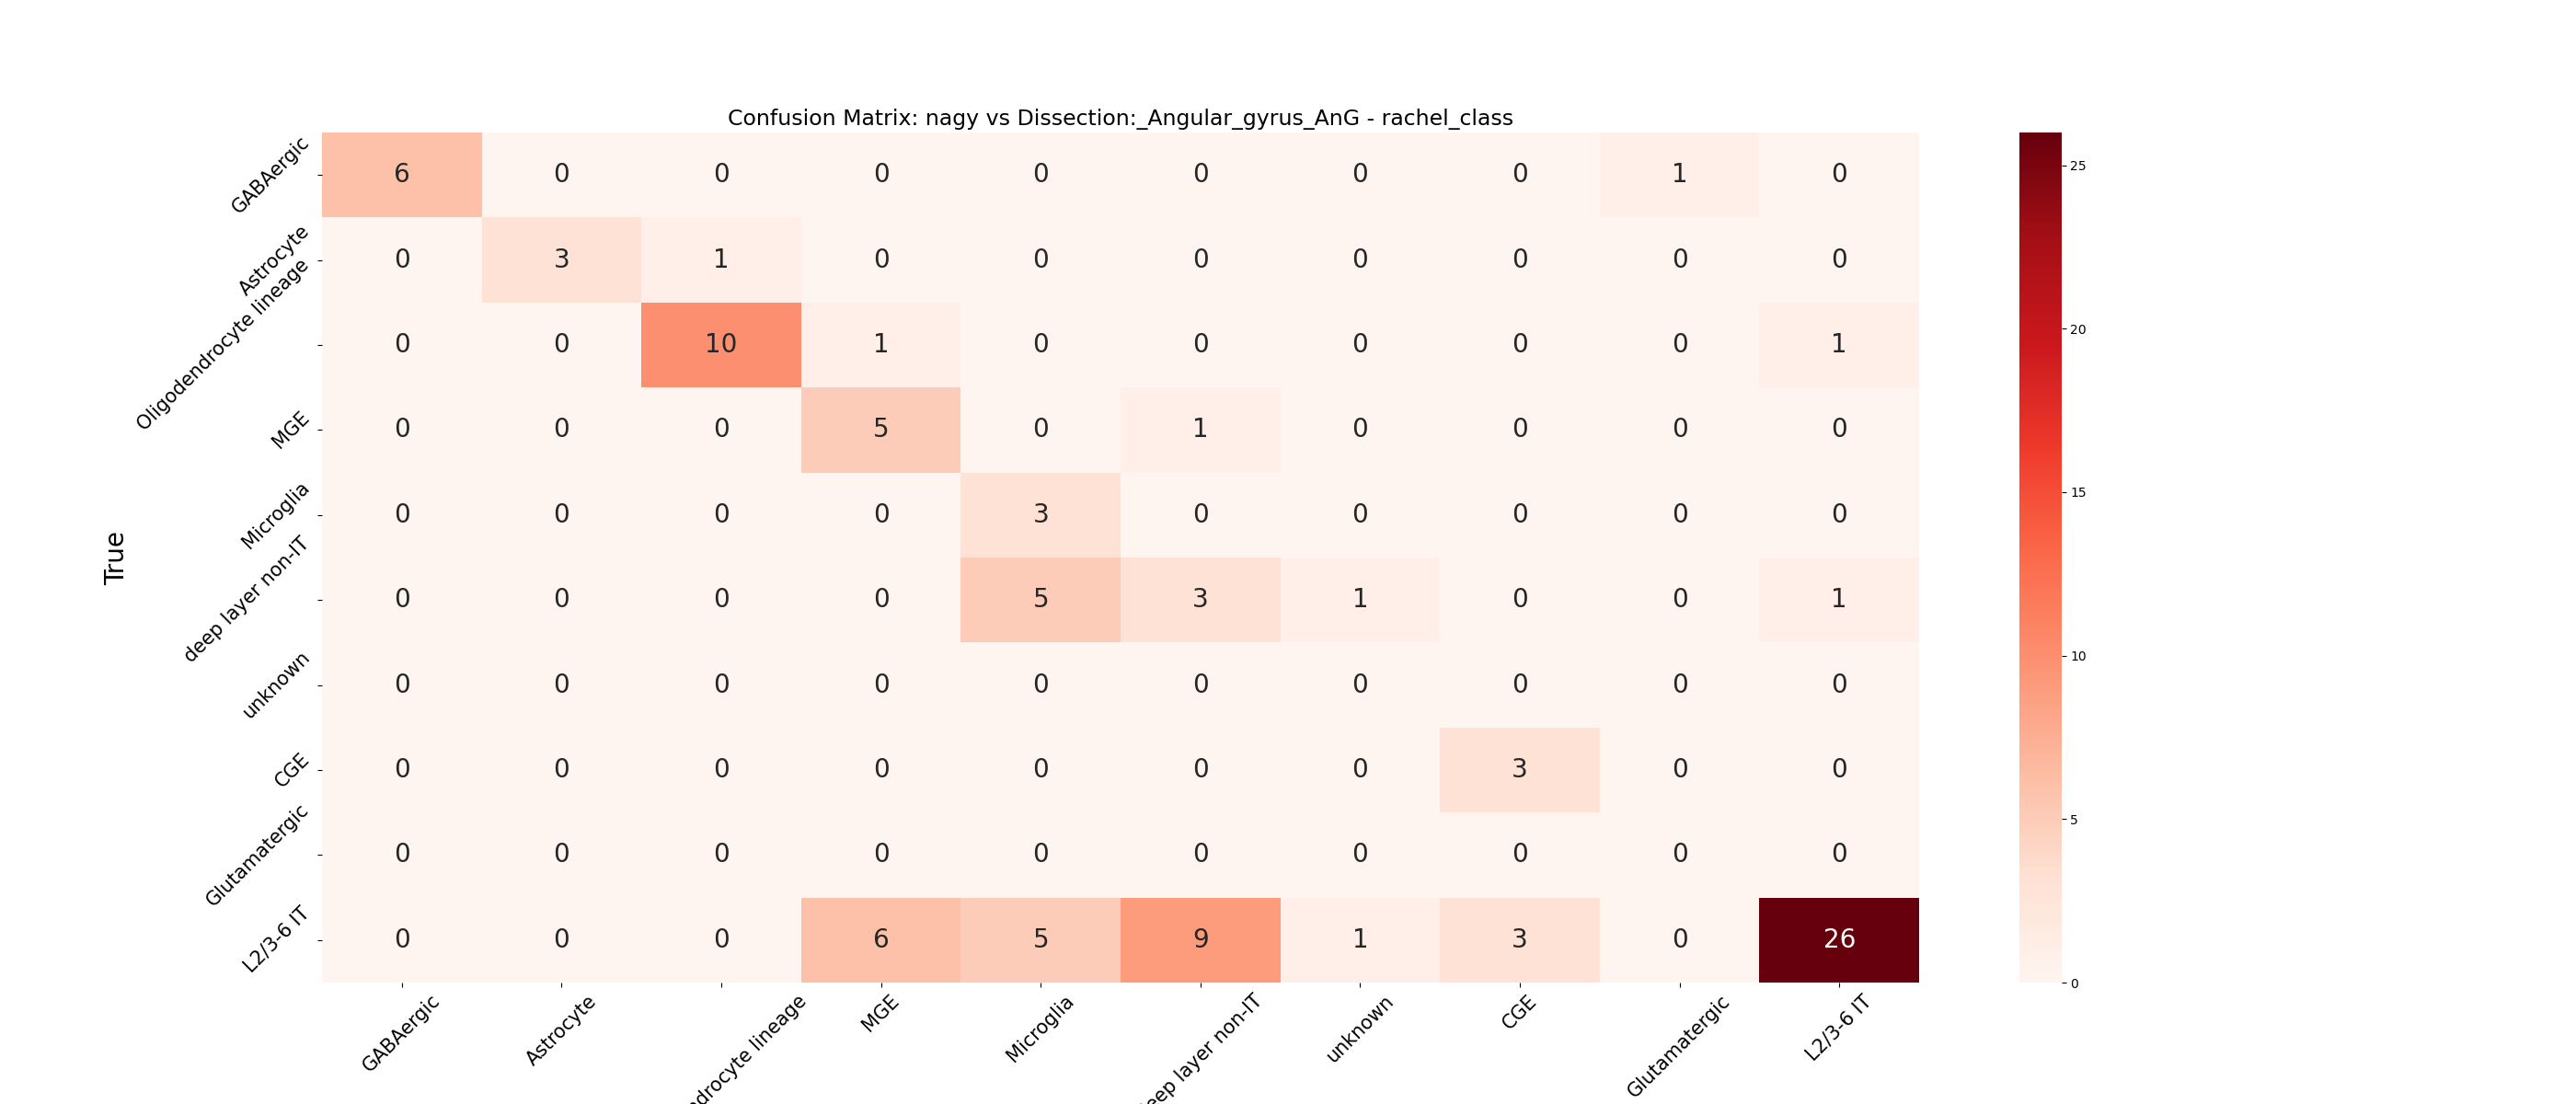 Confusion Matrix: nagy vs Dissection:_Angular_gyrus_AnG - rachel_class
GABAergic 6 0 0 0 0 0 0 0 1 0
Astrocyte 0 3 1 0 0 0 0 0 0 0
Oligodendrocyte lineage 0 0 10 1 0 0 0 0 0 1
MGE 0 0 0 5 0 1 0 0 0 0
Microglia 0 0 0 0 3 0 0 0 0 0
deep layer non-IT 0 0 0 0 5 3 1 0 0 1
unknown 0 0 0 0 0 0 0 0 0 0
CGE 0 0 0 0 0 0 0 3 0 0
Glutamatergic 0 0 0 0 0 0 0 0 0 0
L2/3-6 IT 0 0 0 6 5 9 1 3 0 26
True
GABAergic
Astrocyte
ndrocyte lineage
MGE
Microglia
eep layer non-IT
unknown
CGE
Glutamatergic
L2/3-6 IT
25
20
15
10
5
0